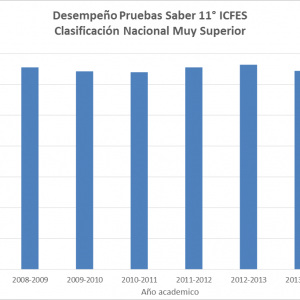 Desempeño Pruebas Saber 11° ICFES
Clasificación Nacional Muy Superior
2008-2009 2009-2010 2010-2011 2011-2012 2012-2013 2013
Año academico